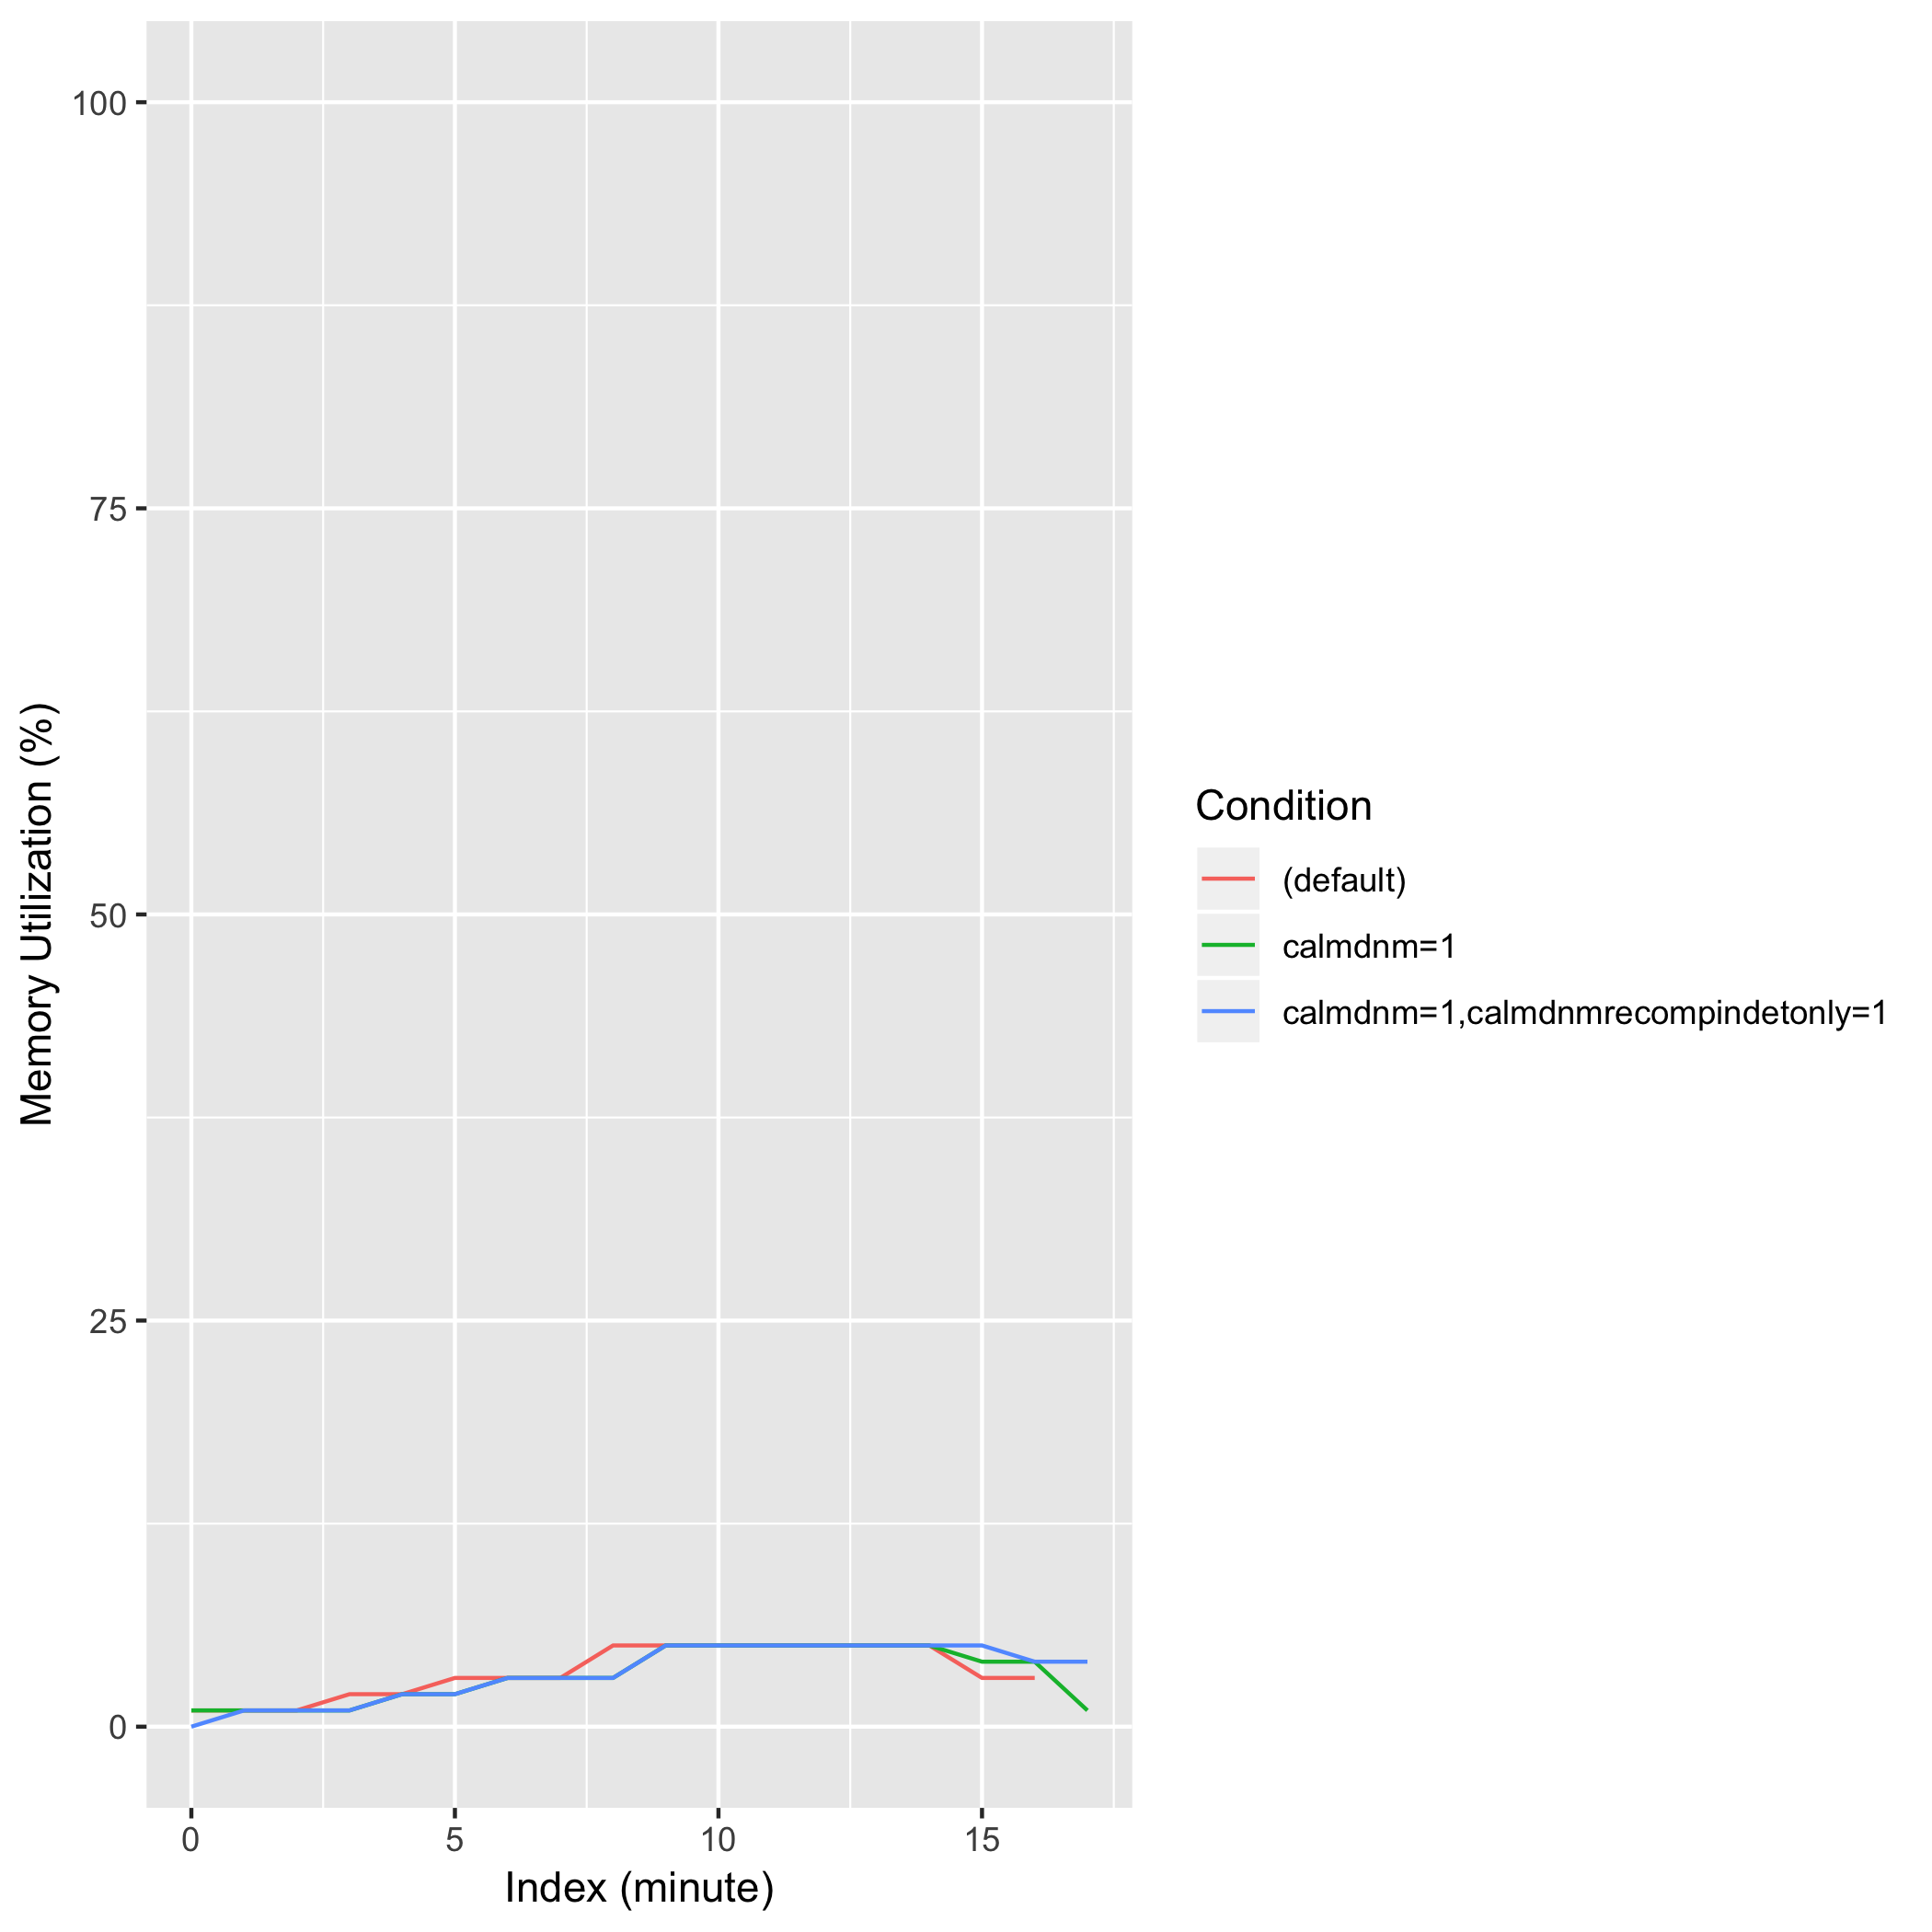 100
75
50
25
0
Memory Utilization (%)
0 5 10 15
Index (minute)
Condition
(default)
calmdnm=1
calmdnm=1,calmdnmrecompindetonly=1